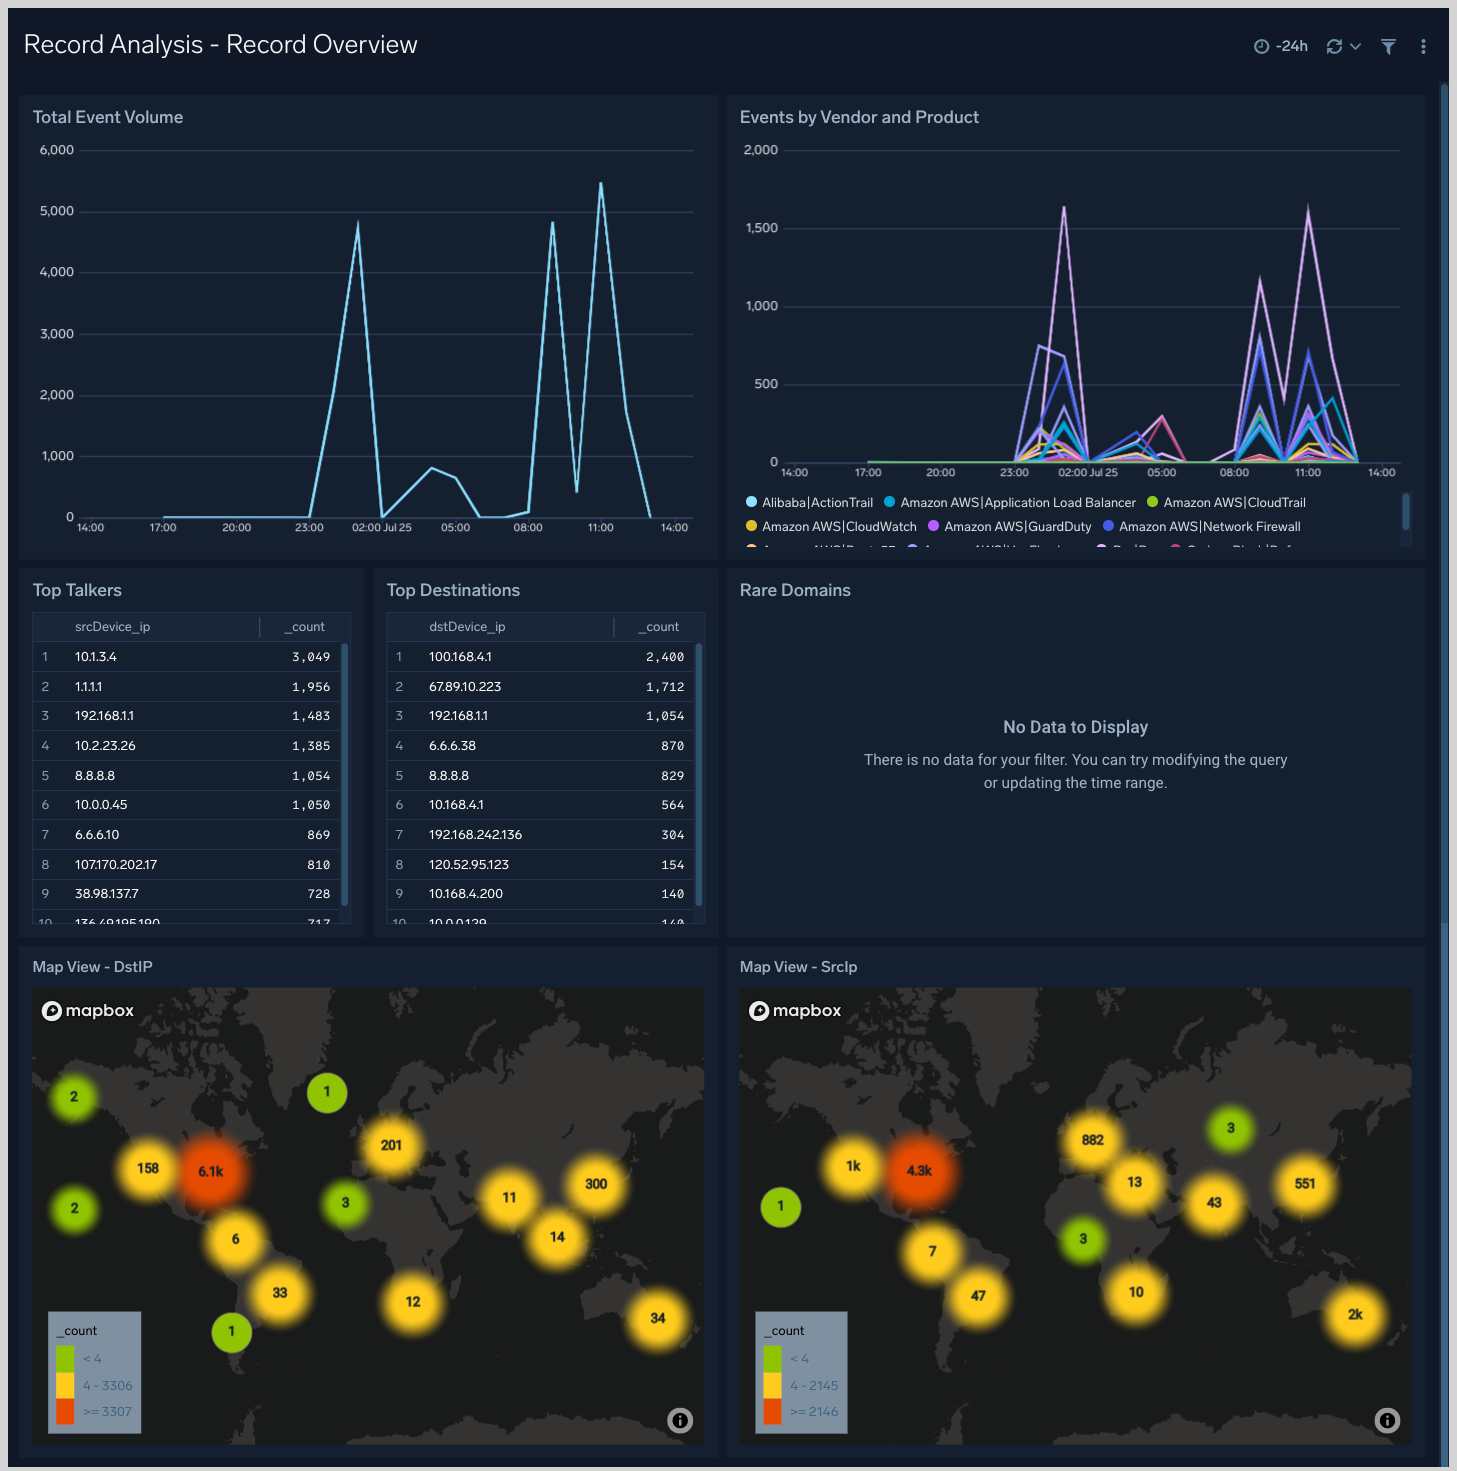 Record Analysis - Record Overview
-24h
Total Event Volume
6,000
5,000
4,000
3,000
2,000
1,000
0
14:00 17:00 20:00 23:00 02:00 Jul 25 05:00 08:00 11:00 14:00
Events by Vendor and Product
2,000
1,500
1,000
500
0
14:00 17:00 20:00 23:00 02:00 Jul 25 05:00 08:00 11:00 14:00
Alibaba|ActionTrail Amazon AWS|Application Load Balancer Amazon AWS|CloudTrail
Amazon AWS|CloudWatch Amazon AWS|GuardDuty Amazon AWS|Network Firewall
Top Talkers
srcDevice_ip _count
1 10.1.3.4 3,049
2 1.1.1.1 1,956
3 192.168.1.1 1,483
4 10.2.23.26 1,385
5 8.8.8.8 1,054
6 10.0.0.45 1,050
7 6.6.6.10 869
8 107.170.202.17 810
9 38.98.137.7 728
10 136.49.195.190 717
Top Destinations
dstDevice_ip _count
1 100.168.4.1 2,400
2 67.89.10.223 1,712
3 192.168.1.1 1,054
4 6.6.6.38 870
5 8.8.8.8 829
6 10.168.4.1 564
7 192.168.242.136 304
8 120.52.95.123 154
9 10.168.4.200 140
10 10.0.0.129 140
Rare Domains
No Data to Display
There is no data for your filter. You can try modifying the query
or updating the time range.
Map View - DstIP
mapbox
2
1
201
158
6.1k
2
3
11
300
6
14
33
12
1
34
_count
< 4
4 - 3306
>= 3307
Map View - SrcIp
mapbox
882
3
1k
4.3k
13
551
1
43
3
7
47
10
2k
_count
< 4
4 - 2145
>= 2146